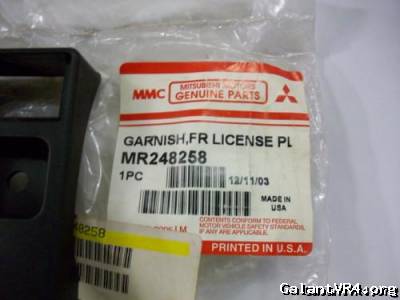 MMC
MITSUBISHI MOTORS
GENUINE PARTS
GARNISH,FR LICENSE PL
MR248258
1PC
12/11/03
MADE IN
USA
CONTENTS CONFORM TO FEDERAL
MOTOR VEHICLE SAFETY STANDARDS,
IF ANY ARE APPLICABLE.
PRINTED IN U.S.A.
48258
GalantVR4.org